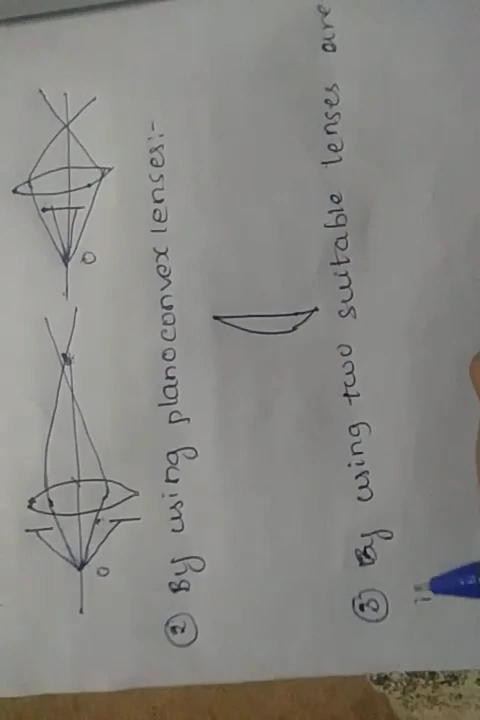 O
O
② By using planoconvex lenses:-
③ By using two suitable lenses are